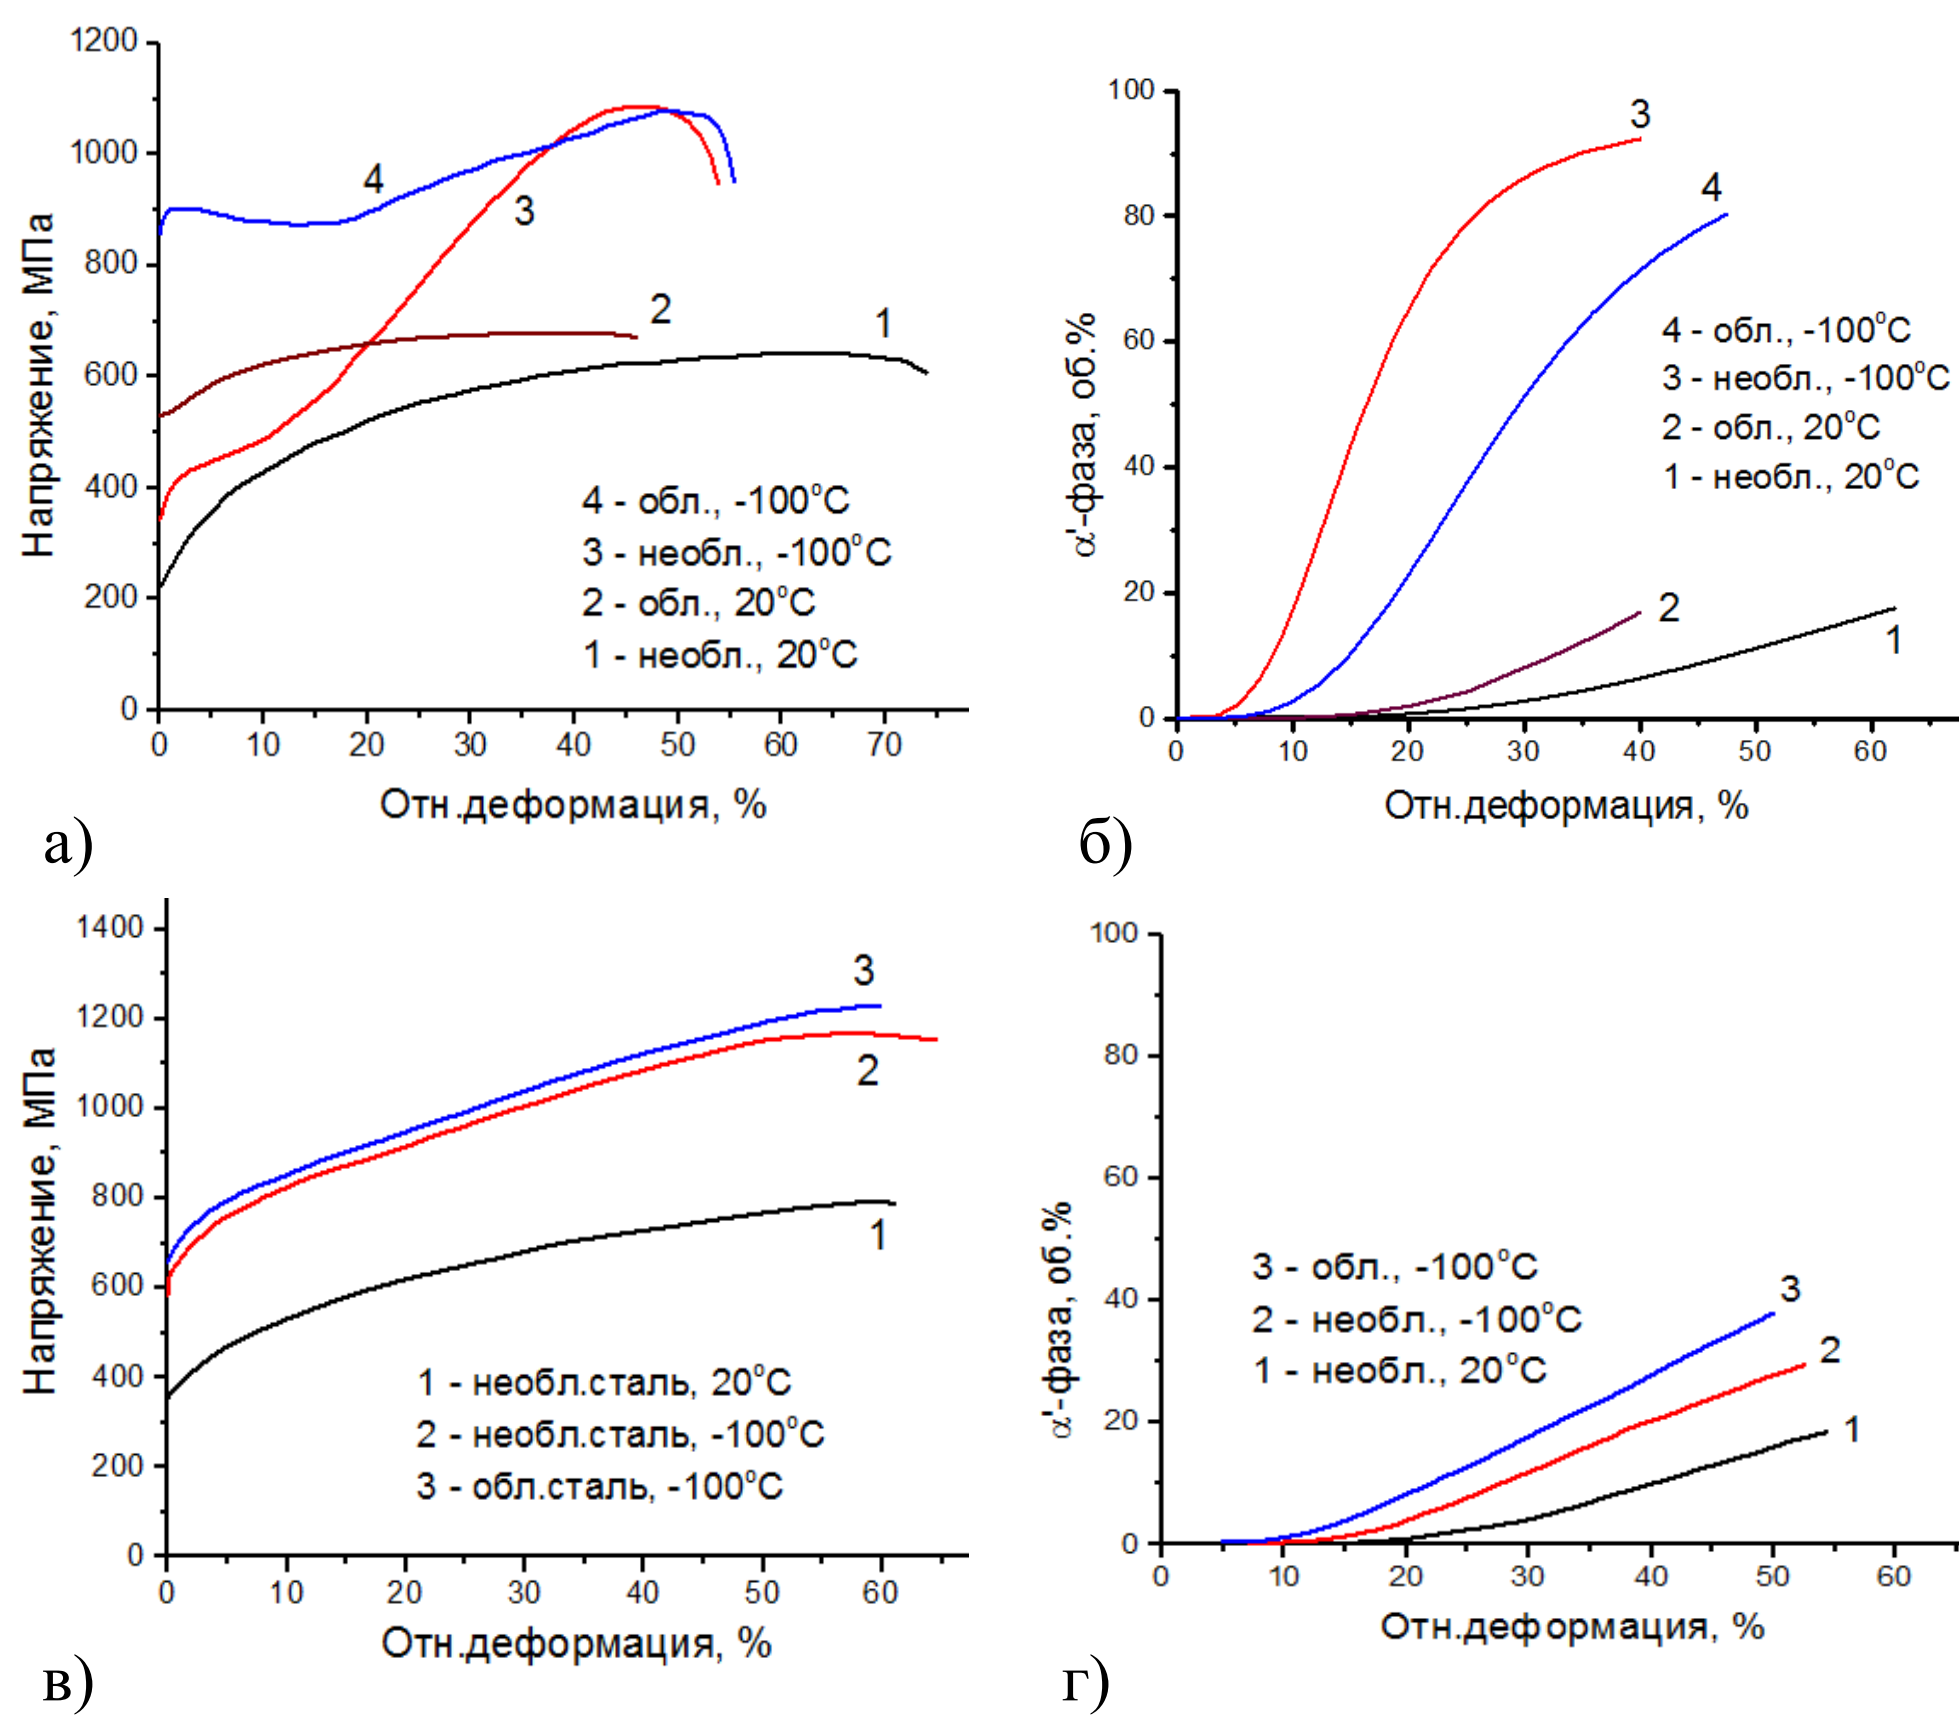 1200
1000
800
600
400
200
0
Напряжение, МПа
4
3
2
1
4 - обл., -100°C
3 - необл., -100°C
2 - обл., 20°C
1 - необл., 20°C
0 10 20 30 40 50 60 70
Отн.деформация, %
а)
100
80
60
40
20
0
α'-фаза, об.%
3
4
4 - обл., -100°C
3 - необл., -100°C
2 - обл., 20°C
1 - необл., 20°C
2
1
0 10 20 30 40 50 60
Отн.деформация, %
б)
1400
1200
1000
800
600
400
200
0
Напряжение, МПа
3
2
1
1 - необл.сталь, 20°C
2 - необл.сталь, -100°C
3 - обл.сталь, -100°C
0 10 20 30 40 50 60
Отн.деформация, %
в)
100
80
60
40
20
0
α'-фаза, об.%
3 - обл., -100°C
2 - необл., -100°C
1 - необл., 20°C
3
2
1
0 10 20 30 40 50 60
Отн.деформация, %
г)